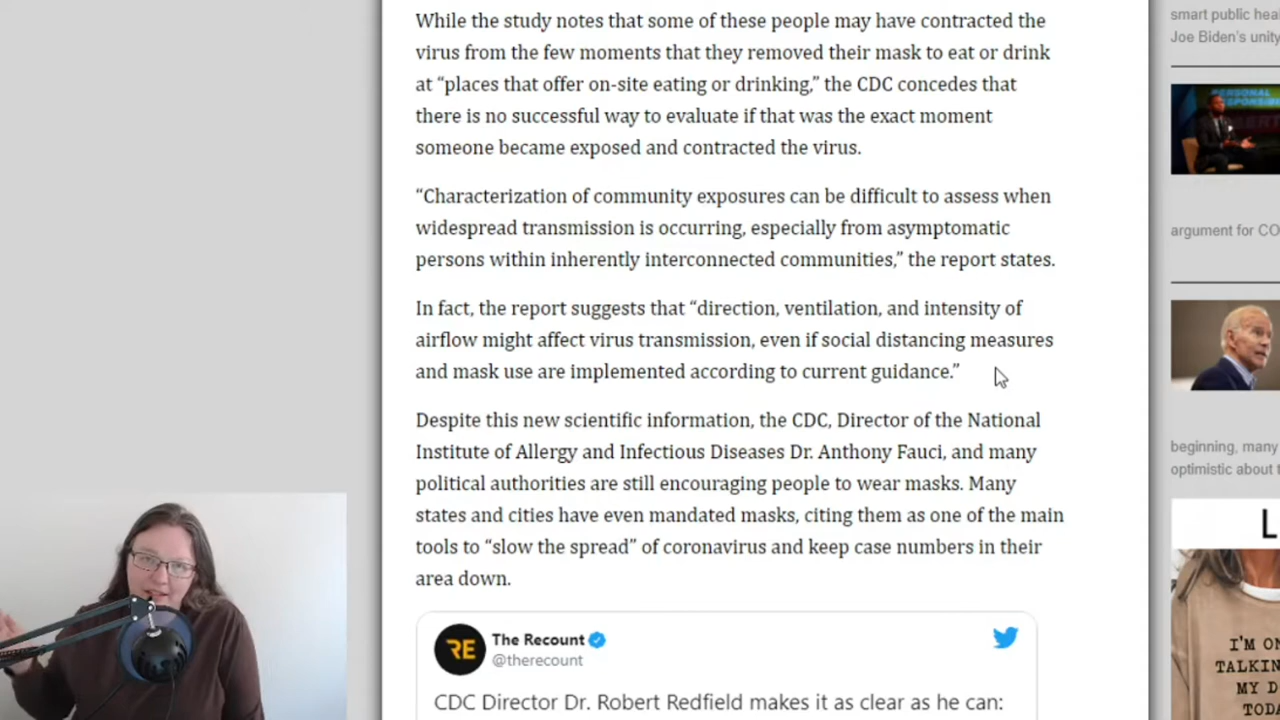 While the study notes that some of these people may have contracted the
virus from the few moments that they removed their mask to eat or drink
at “places that offer on-site eating or drinking,” the CDC concedes that
there is no successful way to evaluate if that was the exact moment
someone became exposed and contracted the virus.
“Characterization of community exposures can be difficult to assess when
widespread transmission is occurring, especially from asymptomatic
persons within inherently interconnected communities,” the report states.
In fact, the report suggests that “direction, ventilation, and intensity of
airflow might affect virus transmission, even if social distancing measures
and mask use are implemented according to current guidance.”
Despite this new scientific information, the CDC, Director of the National
Institute of Allergy and Infectious Diseases Dr. Anthony Fauci, and many
political authorities are still encouraging people to wear masks. Many
states and cities have even mandated masks, citing them as one of the main
tools to “slow the spread” of coronavirus and keep case numbers in their
area down.
RE
The Recount
@therecount
CDC Director Dr. Robert Redfield makes it as clear as he can:
smart public
Joe Biden's unity
PERSONAL
argument for
beginning, many
optimistic about
I'M
MY